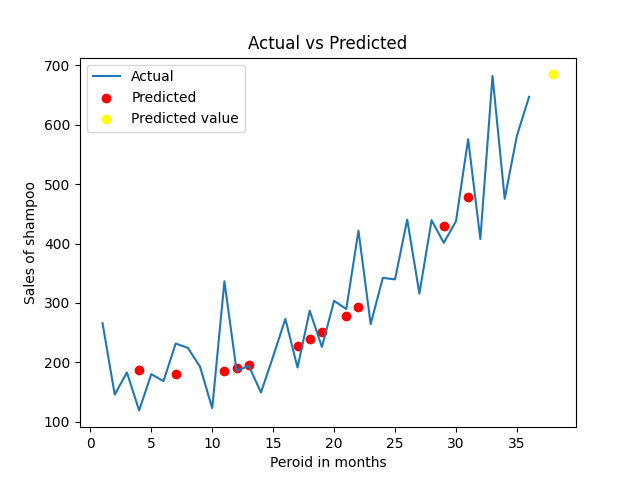 Actual vs Predicted
Actual
Predicted
Predicted value
700
600
500
400
300
200
100
Sales of shampoo
0 5 10 15 20 25 30 35
Peroid in months